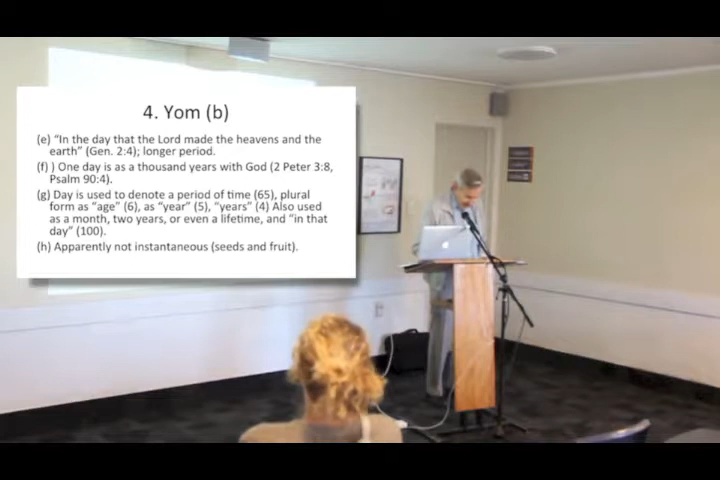 4. Yom (b)
(e) “In the day that the Lord made the heavens and the
earth” (Gen. 2:4); longer period.
(f) ) One day is as a thousand years with God (2 Peter 3:8,
Psalm 90:4).
(g) Day is used to denote a period of time (65), plural
form as “age” (6), as “year” (5), “years” (4) Also used
as a month, two years, or even a lifetime, and “in that
day” (100).
(h) Apparently not instantaneous (seeds and fruit).